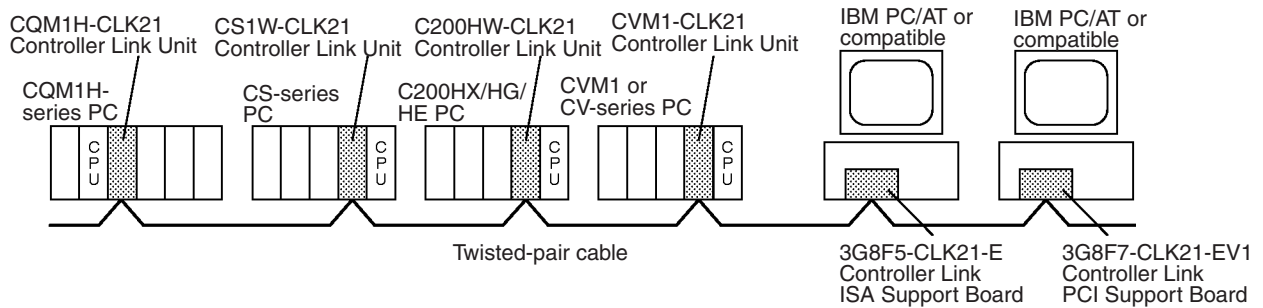 CQM1H-CLK21
Controller Link Unit
CS1W-CLK21
Controller Link Unit
C200HW-CLK21
Controller Link Unit
CVM1-CLK21
Controller Link Unit
IBM PC/AT or
compatible
IBM PC/AT or
compatible
CQM1H-
series PC
CS-series
PC
C200HX/HG/
HE PC
CVM1 or
CV-series PC
CPU
CPU
CPU
CPU
Twisted-pair cable
3G8F5-CLK21-E
Controller Link
ISA Support Board
3G8F7-CLK21-EV1
Controller Link
PCI Support Board